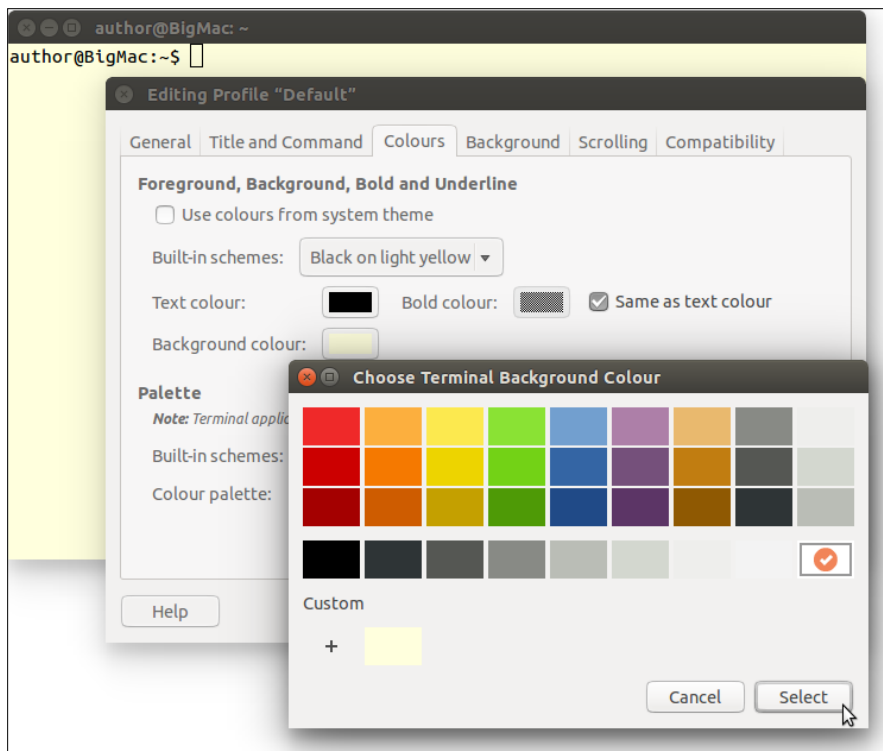 author@BigMac: ~
author@BigMac:~$
Editing Profile “Default”
General Title and Command Colours Background Scrolling Compatibility
Foreground, Background, Bold and Underline
Use colours from system theme
Built-in schemes: Black on light yellow
Text colour: Bold colour: Same as text colour
Background colour:
Palette
Note: Terminal applic
Built-in schemes:
Colour palette:
Help
Choose Terminal Background Colour
Custom
+
Cancel Select